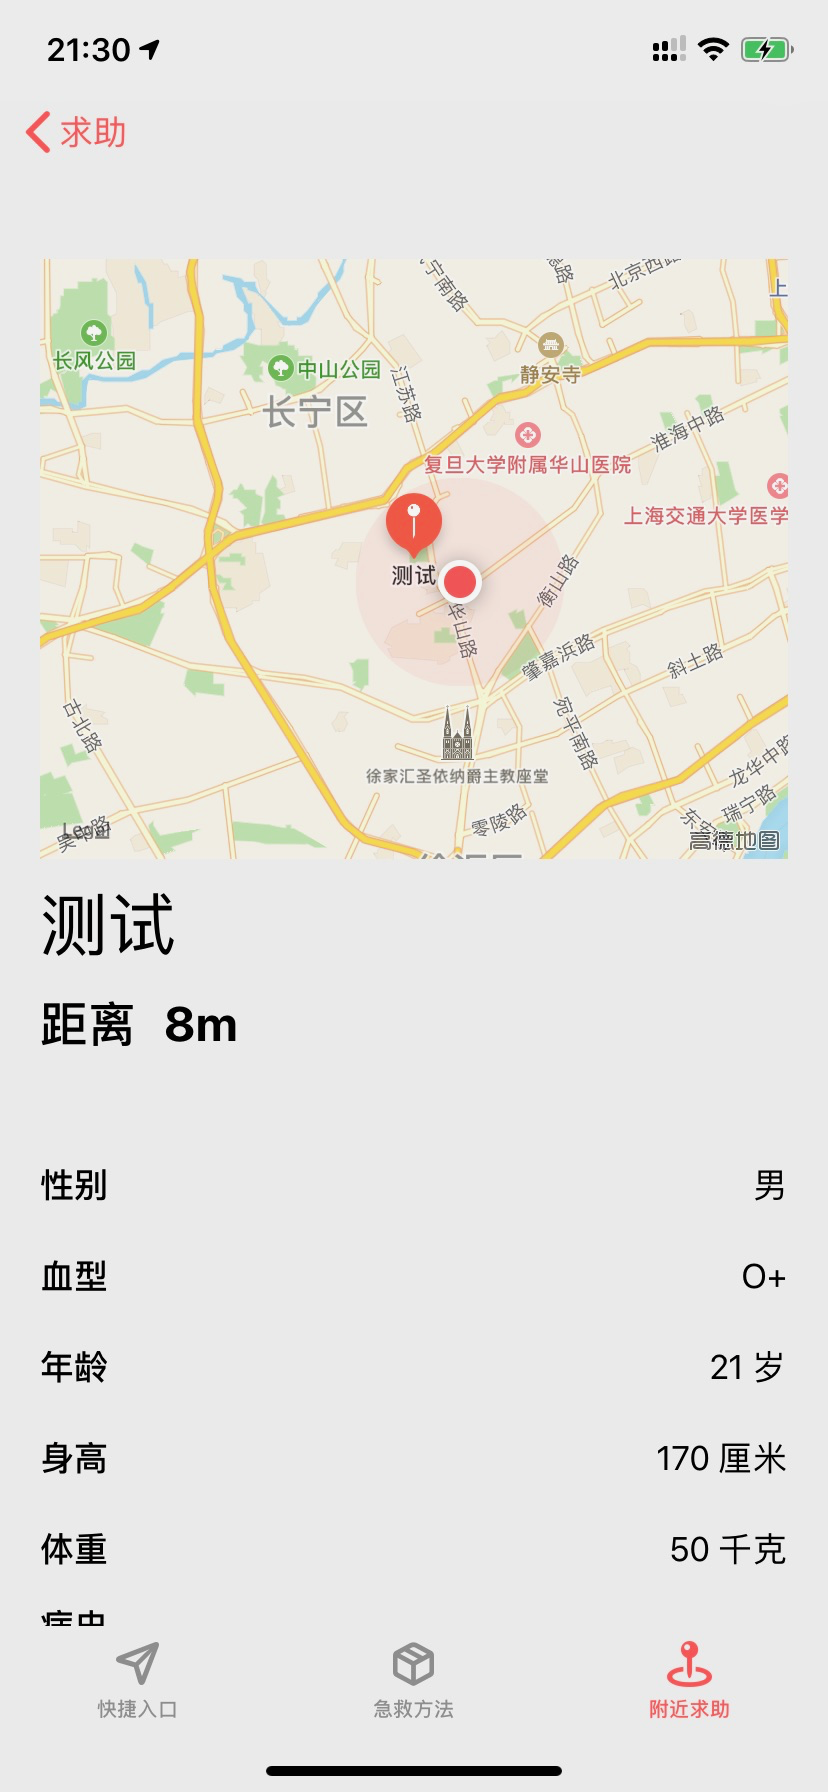 21:30
求助
北京西路
江宁南路
上
长风公园
中山公园
静安寺
江苏路
长宁区
淮海中路
复旦大学附属华山医院
上海交通大学医学
测试
衡山路
华山路
肇嘉浜路
斜土路
古北路
宛平南路
徐家汇圣依纳爵主教座堂
龙华中路
瑞宁路
零陵路
Legal
高德地图
测试
距离 8m
性别 男
血型 O+
年龄 21 岁
身高 170 厘米
体重 50 千克
病史
快捷入口
急救方法
附近求助